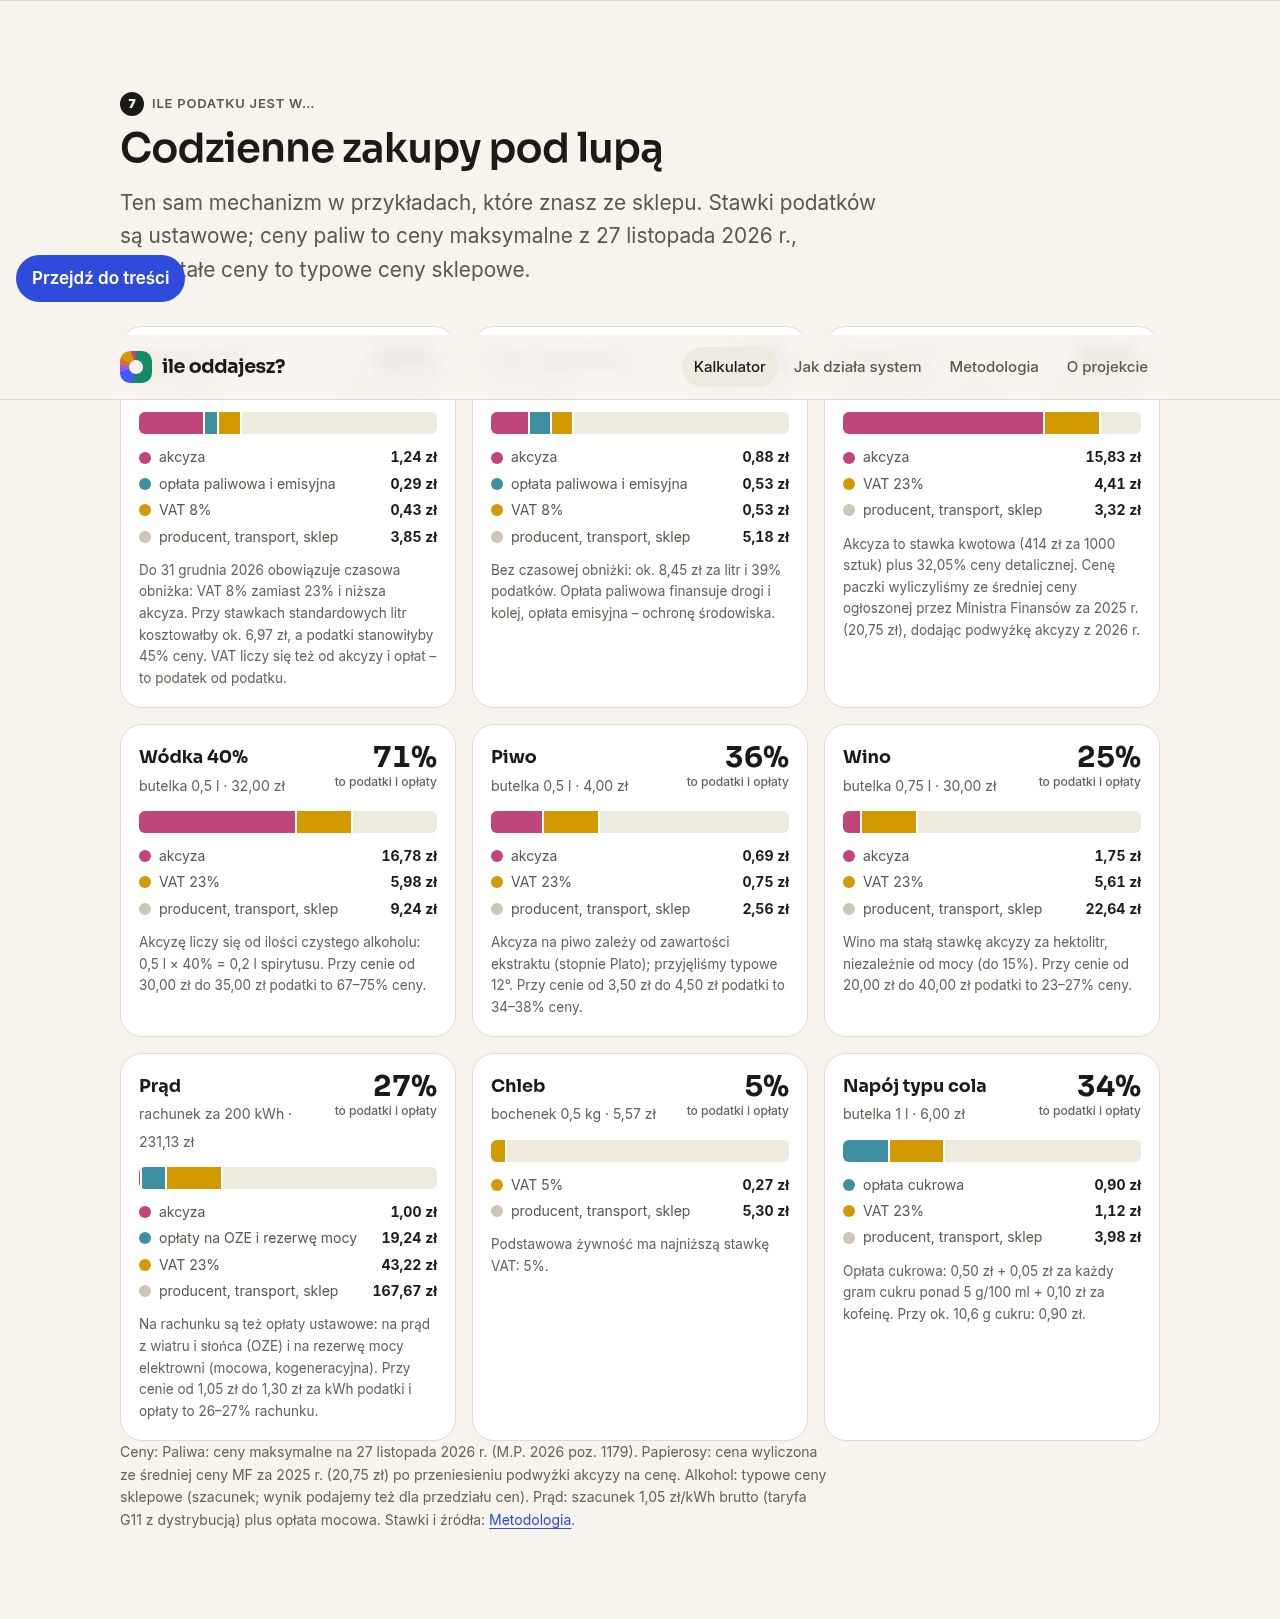 7 ILE PODATKU JEST W...
Codzienne zakupy pod lupą
Ten sam mechanizm w przykładach, które znasz ze sklepu. Stawki podatków
są ustawowe; ceny paliw to ceny maksymalne z 27 listopada 2026 r.,
ceny to typowe ceny sklepowe.
Przejdź do treści
ile oddajesz?
Kalkulator
Jak działa system
Metodologia
O projekcie
akcyza 1,24 zł
opłata paliwowa i emisyjna 0,29 zł
VAT 8% 0,43 zł
producent, transport, sklep 3,85 zł
Do 31 grudnia 2026 obowiązuje czasowa
obniżka: VAT 8% zamiast 23% i niższa
akcyza. Przy stawkach standardowych litr
kosztowałby ok. 6,97 zł, a podatki stanowiłyby
45% ceny. VAT liczy się też od akcyzy i opłat –
to podatek od podatku.
akcyza 0,88 zł
opłata paliwowa i emisyjna 0,53 zł
VAT 8% 0,53 zł
producent, transport, sklep 5,18 zł
Bez czasowej obniżki: ok. 8,45 zł za litr i 39%
podatków. Opłata paliwowa finansuje drogi i
kolej, opłata emisyjna – ochronę środowiska.
akcyza 15,83 zł
VAT 23% 4,41 zł
producent, transport, sklep 3,32 zł
Akcyza to stawka kwotowa (414 zł za 1000
sztuk) plus 32,05% ceny detalicznej. Cenę
paczki wyliczyliśmy ze średniej ceny
ogłoszonej przez Ministra Finansów za 2025 r.
(20,75 zł), dodając podwyżkę akcyzy z 2026 r.
Wódka 40% 71%
butelka 0,5 l · 32,00 zł to podatki i opłaty
akcyza 16,78 zł
VAT 23% 5,98 zł
producent, transport, sklep 9,24 zł
Akcyzę liczy się od ilości czystego alkoholu:
0,5 l × 40% = 0,2 l spirytusu. Przy cenie od
30,00 zł do 35,00 zł podatki to 67–75% ceny.
Piwo 36%
butelka 0,5 l · 4,00 zł to podatki i opłaty
akcyza 0,69 zł
VAT 23% 0,75 zł
producent, transport, sklep 2,56 zł
Akcyza na piwo zależy od zawartości
ekstraktu (stopnie Plato); przyjęliśmy typowe
12°. Przy cenie od 3,50 zł do 4,50 zł podatki to
34–38% ceny.
Wino 25%
butelka 0,75 l · 30,00 zł to podatki i opłaty
akcyza 1,75 zł
VAT 23% 5,61 zł
producent, transport, sklep 22,64 zł
Wino ma stałą stawkę akcyzy za hektolitr,
niezależnie od mocy (do 15%). Przy cenie od
20,00 zł do 40,00 zł podatki to 23–27% ceny.
Prąd 27%
rachunek za 200 kWh · to podatki i opłaty
231,13 zł
akcyza 1,00 zł
opłaty na OZE i rezerwę mocy 19,24 zł
VAT 23% 43,22 zł
producent, transport, sklep 167,67 zł
Na rachunku są też opłaty ustawowe: na prąd
z wiatru i słońca (OZE) i na rezerwę mocy
elektrowni (mocowa, kogeneracyjna). Przy
cenie od 1,05 zł do 1,30 zł za kWh podatki i
opłaty to 26–27% rachunku.
Chleb 5%
bochenek 0,5 kg · 5,57 zł to podatki i opłaty
VAT 5% 0,27 zł
producent, transport, sklep 5,30 zł
Podstawowa żywność ma najniższą stawkę
VAT: 5%.
Napój typu cola 34%
butelka 1 l · 6,00 zł to podatki i opłaty
opłata cukrowa 0,90 zł
VAT 23% 1,12 zł
producent, transport, sklep 3,98 zł
Opłata cukrowa: 0,50 zł + 0,05 zł za każdy
gram cukru ponad 5 g/100 ml + 0,10 zł za
kofeinę. Przy ok. 10,6 g cukru: 0,90 zł.
Ceny: Paliwa: ceny maksymalne na 27 listopada 2026 r. (M.P. 2026 poz. 1179). Papierosy: cena wyliczona
ze średniej ceny MF za 2025 r. (20,75 zł) po przeniesieniu podwyżki akcyzy na cenę. Alkohol: typowe ceny
sklepowe (szacunek; wynik podajemy też dla przedziału cen). Prąd: szacunek 1,05 zł/kWh brutto (taryfa
G11 z dystrybucją) plus opłata mocowa. Stawki i źródła: Metodologia.